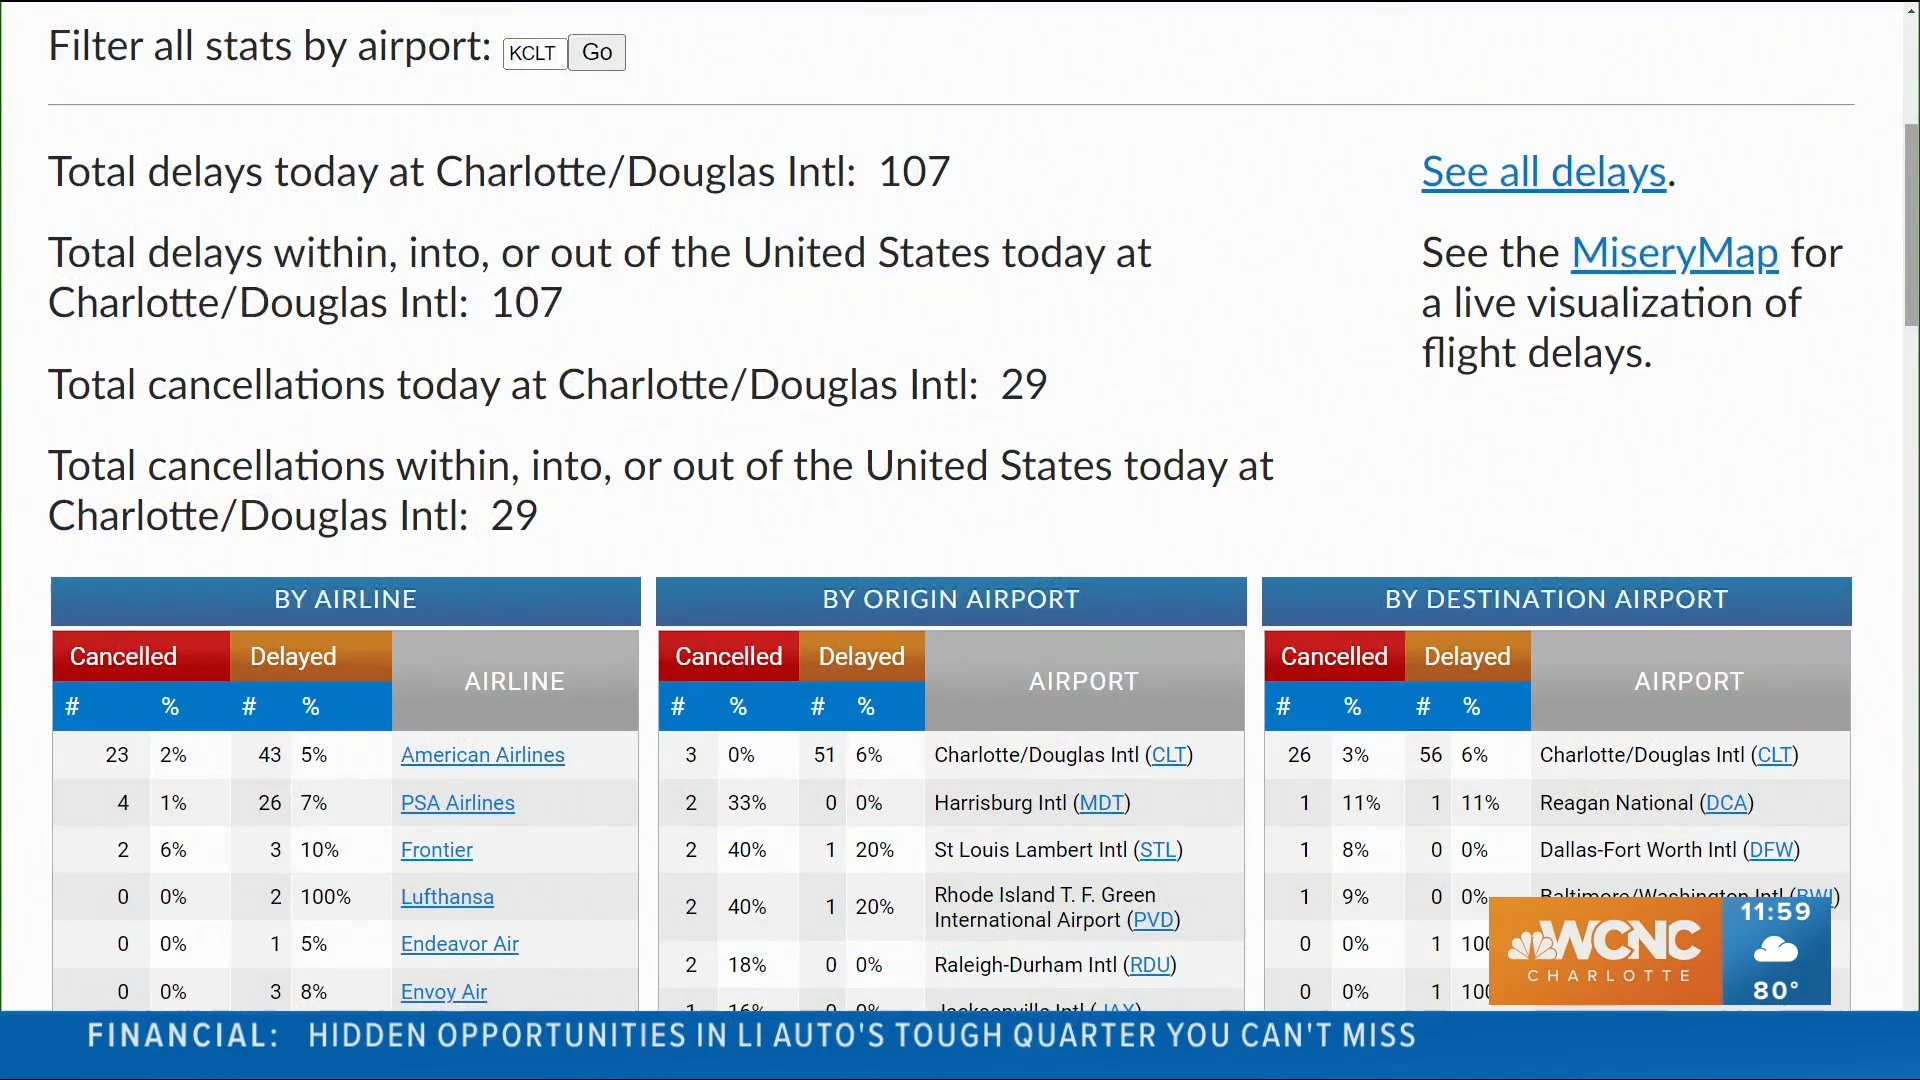 Filter all stats by airport: KCLT Go
Total delays today at Charlotte/Douglas Intl: 107
See all delays.
Total delays within, into, or out of the United States today at
Charlotte/Douglas Intl: 107
See the MiseryMap for
a live visualization of
flight delays.
Total cancellations today at Charlotte/Douglas Intl: 29
Total cancellations within, into, or out of the United States today at
Charlotte/Douglas Intl: 29
BY AIRLINE
Cancelled Delayed AIRLINE
# % # %
23 2% 43 5% American Airlines
4 1% 26 7% PSA Airlines
2 6% 3 10% Frontier
0 0% 2 100% Lufthansa
0 0% 1 5% Endeavor Air
0 0% 3 8% Envoy Air
BY ORIGIN AIRPORT
Cancelled Delayed AIRPORT
# % # %
3 0% 51 6% Charlotte/Douglas Intl (CLT)
2 33% 0 0% Harrisburg Intl (MDT)
2 40% 1 20% St Louis Lambert Intl (STL)
2 40% 1 20% Rhode Island T. F. Green
International Airport (PVD)
2 18% 0 0% Raleigh-Durham Intl (RDU)
1 16% 0 0% Jacksonville Intl (JAX)
BY DESTINATION AIRPORT
Cancelled Delayed AIRPORT
# % # %
26 3% 56 6% Charlotte/Douglas Intl (CLT)
1 11% 1 11% Reagan National (DCA)
1 8% 0 0% Dallas-Fort Worth Intl (DFW)
1 9% 0 0% Baltimore/Washington Intl (BWI)
0 0% 1
0 0% 1
WCNC
CHARLOTTE
11:59
80°
FINANCIAL: HIDDEN OPPORTUNITIES IN LI AUTO'S TOUGH QUARTER YOU CAN'T MISS